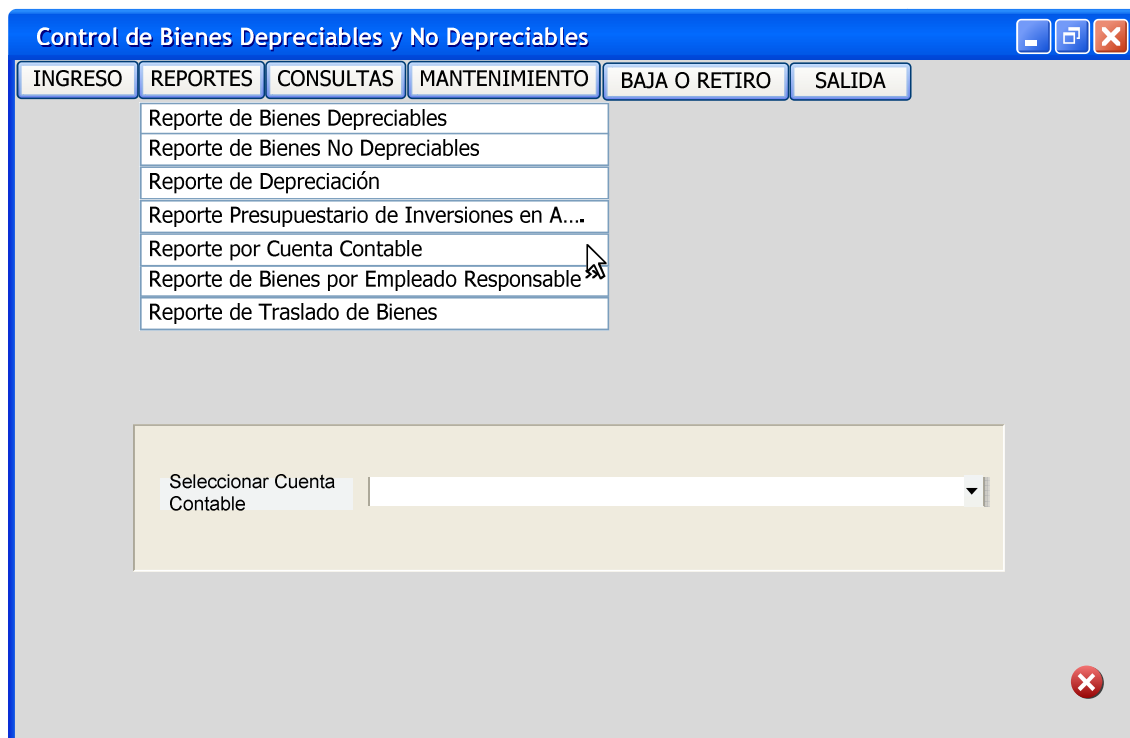 Control de Bienes Depreciables y No Depreciables
INGRESO REPORTES CONSULTAS MANTENIMIENTO BAJA O RETIRO SALIDA
Reporte de Bienes Depreciables
Reporte de Bienes No Depreciables
Reporte de Depreciación
Reporte Presupuestario de Inversiones en A....
Reporte por Cuenta Contable
Reporte de Bienes por Empleado Responsable
Reporte de Traslado de Bienes
Seleccionar Cuenta
Contable